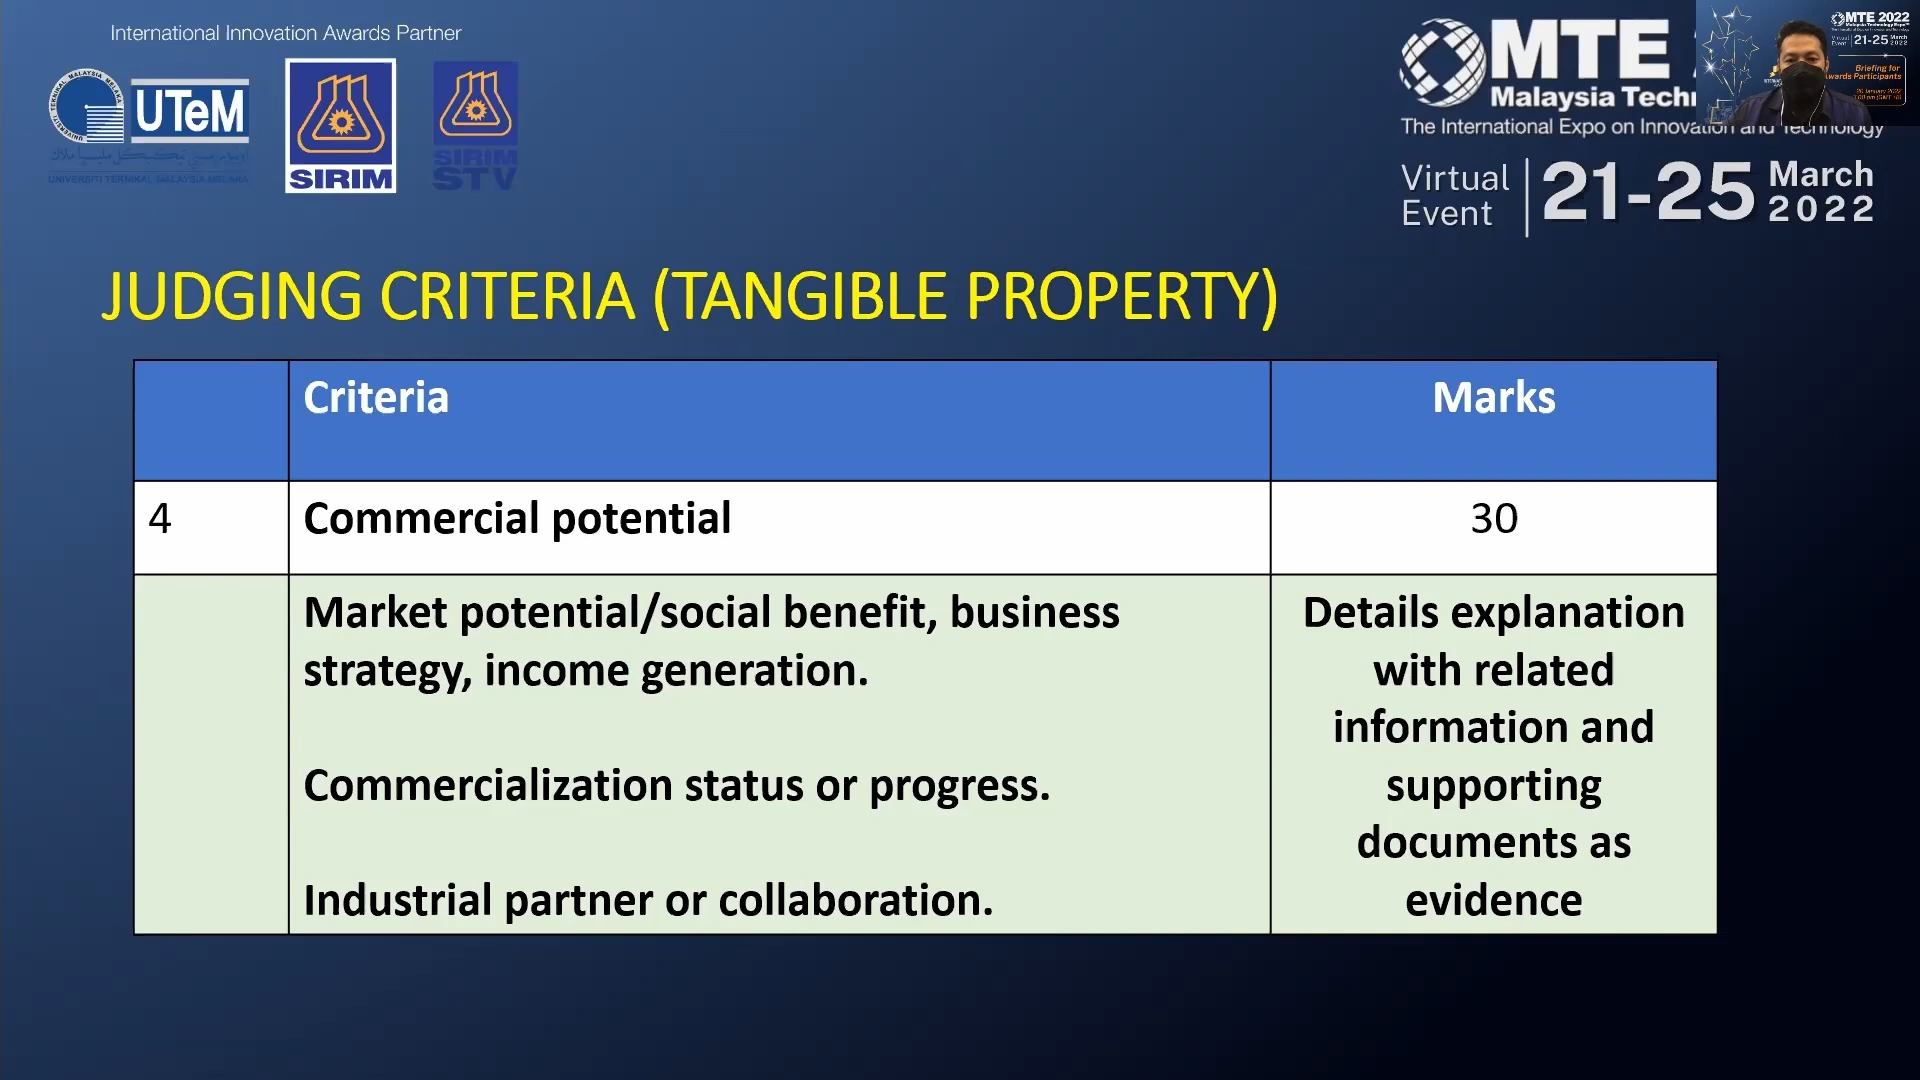 International Innovation Awards Partner
UTeM
UNIVERSITI TEKNIKAL MALAYSIA MELAKA
SIRIM
SIRIM
STV
MTE
Malaysia Techn
The International Expo on Innovation and Technology
Virtual
Event
21-25
March
2022
MTE 2022
21-25 March
2022
Briefing for
Awards Participants
JUDGING CRITERIA (TANGIBLE PROPERTY)
Criteria
Marks
4
Commercial potential
30
Market potential/social benefit, business
strategy, income generation.
Commercialization status or progress.
Industrial partner or collaboration.
Details explanation
with related
information and
supporting
documents as
evidence